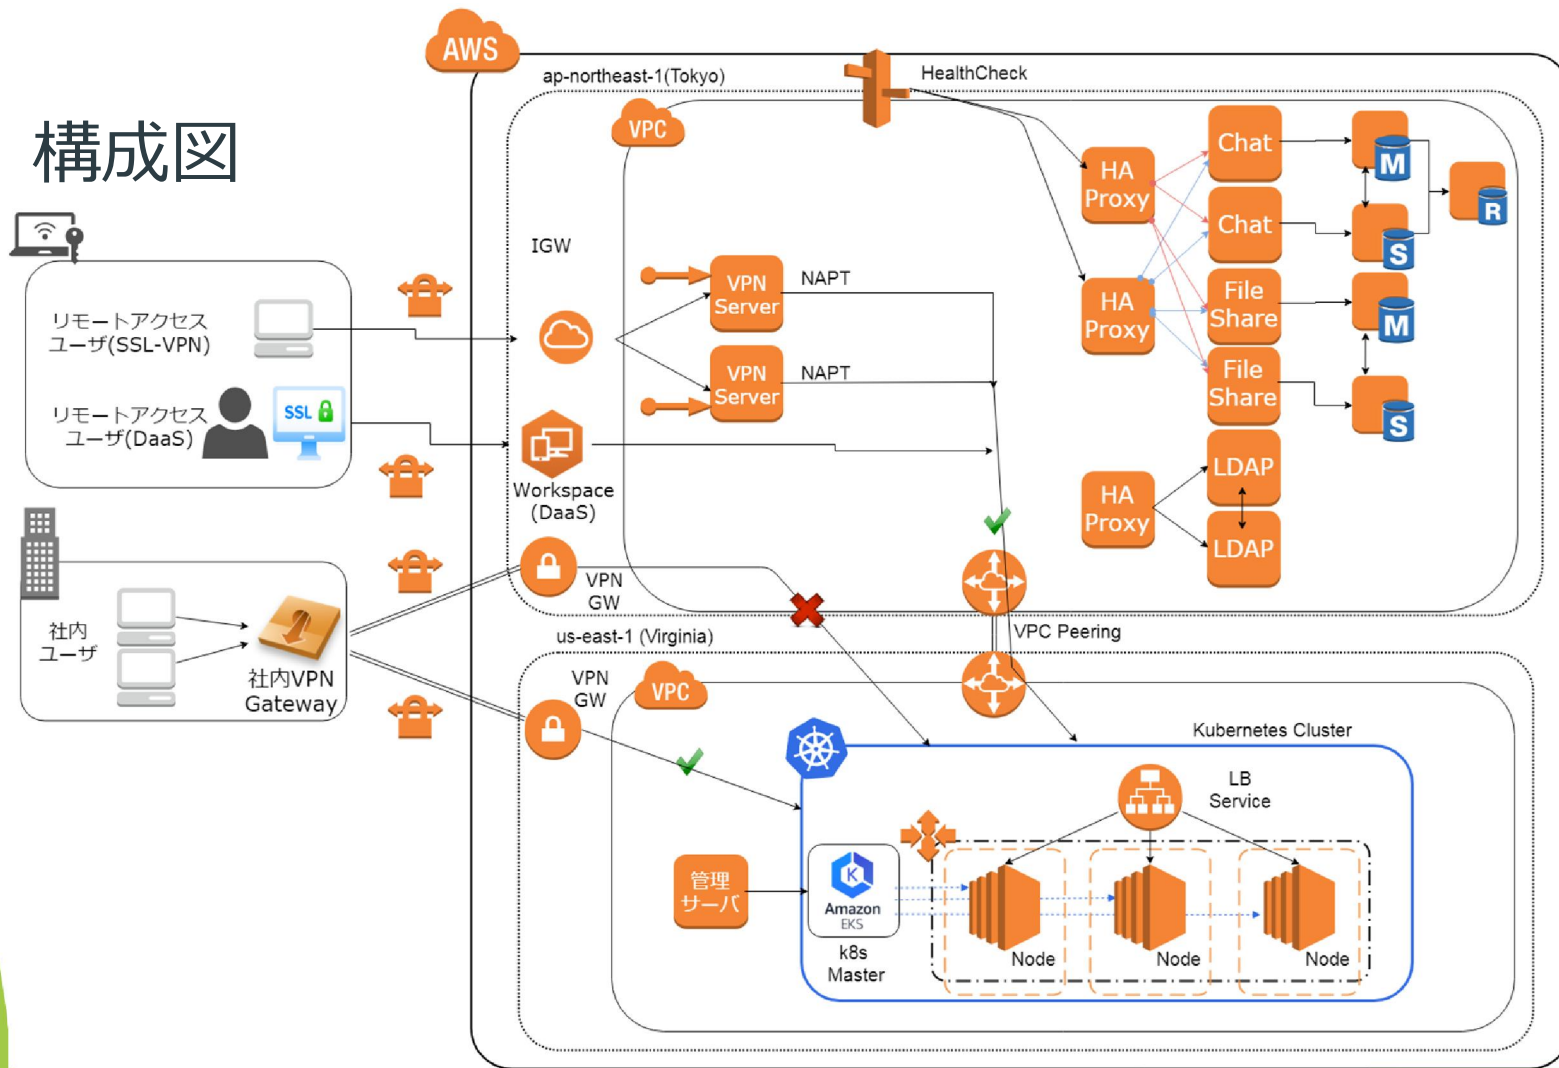 構成図
AWS
ap-northeast-1(Tokyo)
HealthCheck
VPC
IGW
リモートアクセス
ユーザ(SSL-VPN)
リモートアクセス
ユーザ(DaaS)
SSL
VPN
Server
NAPT
VPN
Server
NAPT
Workspace
(DaaS)
HA
Proxy
HA
Proxy
Chat
Chat
File
Share
File
Share
M
S
R
M
S
HA
Proxy
LDAP
LDAP
VPN
GW
社内
ユーザ
社内VPN
Gateway
VPC Peering
us-east-1 (Virginia)
VPN
GW
VPC
Kubernetes Cluster
LB
Service
管理
サーバ
K
Amazon
EKS
k8s
Master
Node
Node
Node